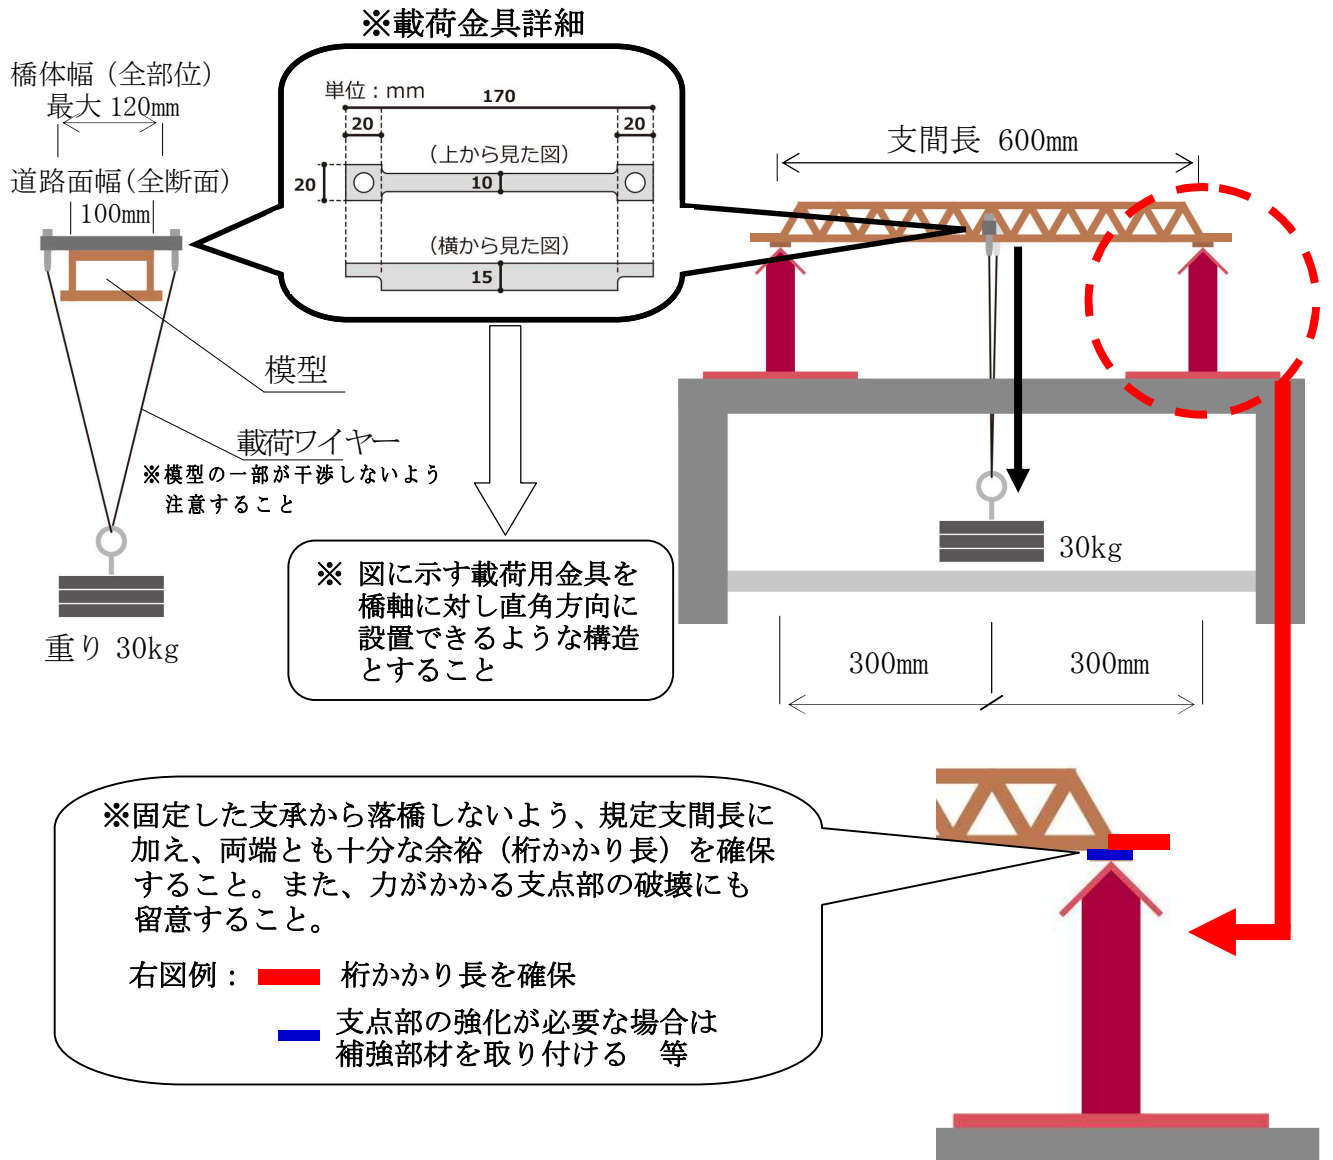 ※載荷金具詳細
橋体幅（全部位）
最大 120mm
道路面幅(全断面)
100mm
模型
載荷ワイヤー
※模型の一部が干渉しないよう
注意すること
重り 30kg
単位：mm
170
20
20
（上から見た図）
20
10
（横から見た図）
15
※ 図に示す載荷用金具を
橋軸に対し直角方向に
設置できるような構造
とすること
支間長 600mm
30kg
300mm
300mm
※固定した支承から落橋しないよう、規定支間長に
加え、両端とも十分な余裕（桁かかり長）を確保
すること。また、力がかかる支点部の破壊にも
留意すること。
右図例： 桁かかり長を確保
支点部の強化が必要な場合は
補強部材を取り付ける 等